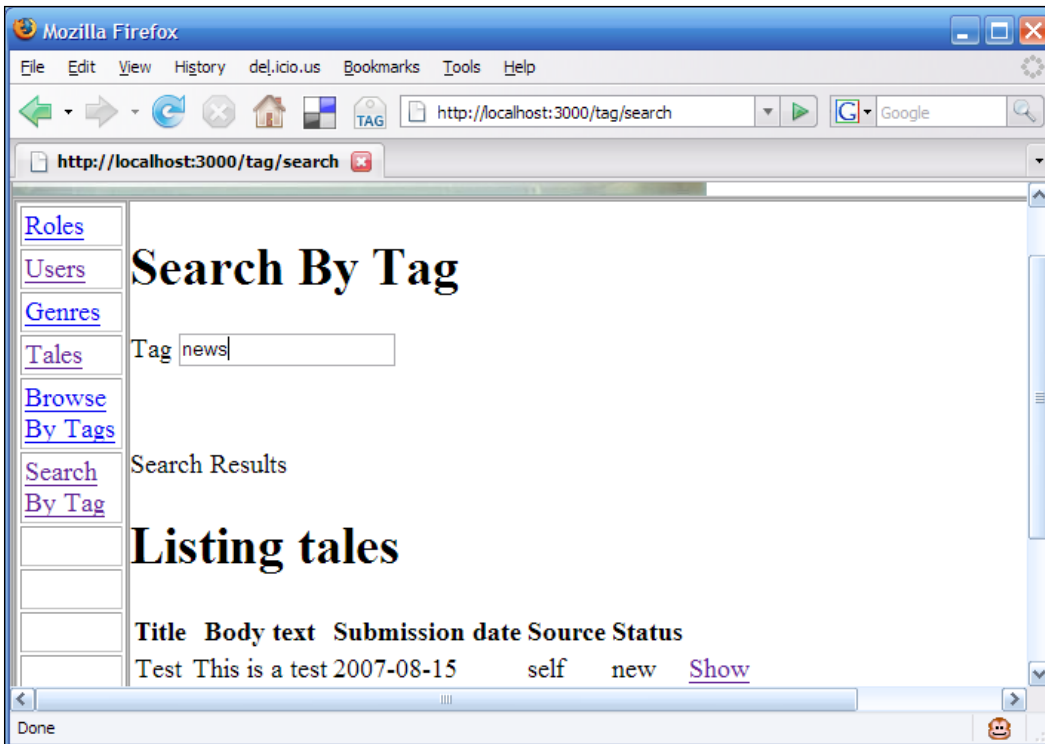 Mozilla Firefox
File Edit View History del.icio.us Bookmarks Tools Help
TAG http://localhost:3000/tag/search G Google
http://localhost:3000/tag/search
Roles
Users
Genres
Tales
Browse
By Tags
Search
By Tag
Search By Tag
Tag news
Search Results
Listing tales
Title Body text Submission date Source Status
Test This is a test 2007-08-15 self new Show
Done